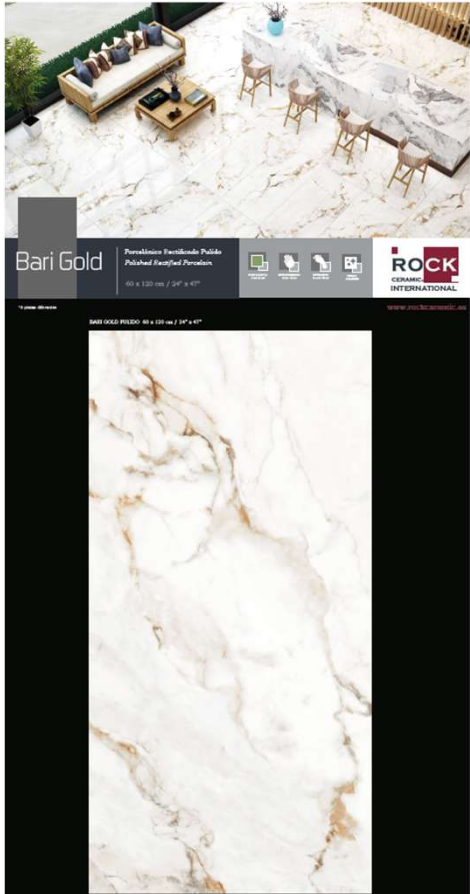 Bari Gold
Porcelánico Rectificado Pulido
Polished Rectified Porcelain
60 x 120 cm / 24" x 47"
ROCK
CERAMIC
INTERNATIONAL
www.rockceramic.es
BARI GOLD PULIDO 60 x 120 cm / 24" x 47"